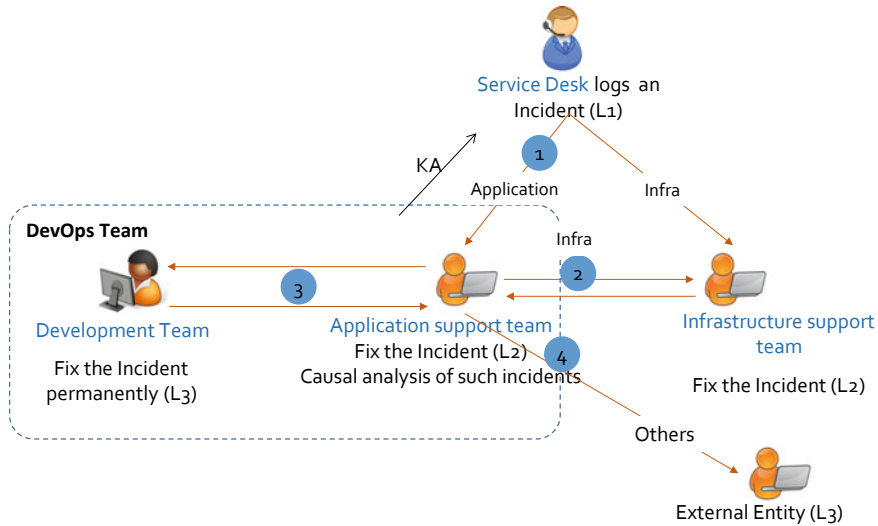 Service Desk logs an
Incident (L1)
1
KA
Application
Infra
DevOps Team
Infra
2
3
Development Team
Application support team
Infrastructure support
team
Fix the Incident
permanently (L3)
Fix the Incident (L2)
Causal analysis of such incidents
4
Fix the Incident (L2)
Others
External Entity (L3)